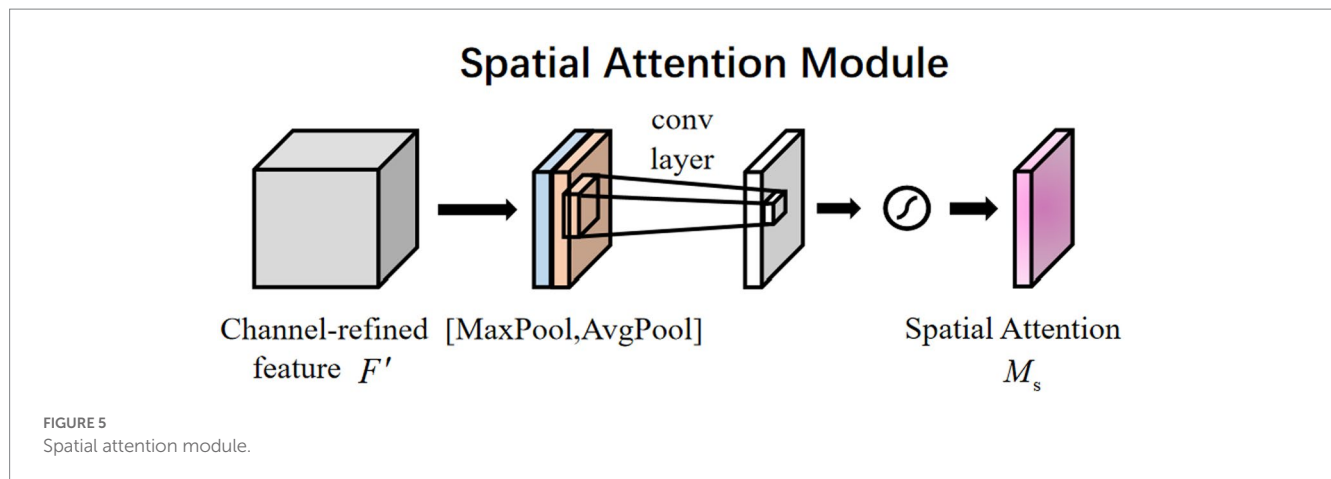 Spatial Attention Module
conv
layer
Channel-refined
feature F′
[MaxPool,AvgPool]
Spatial Attention
Mₛ
FIGURE 5
Spatial attention module.